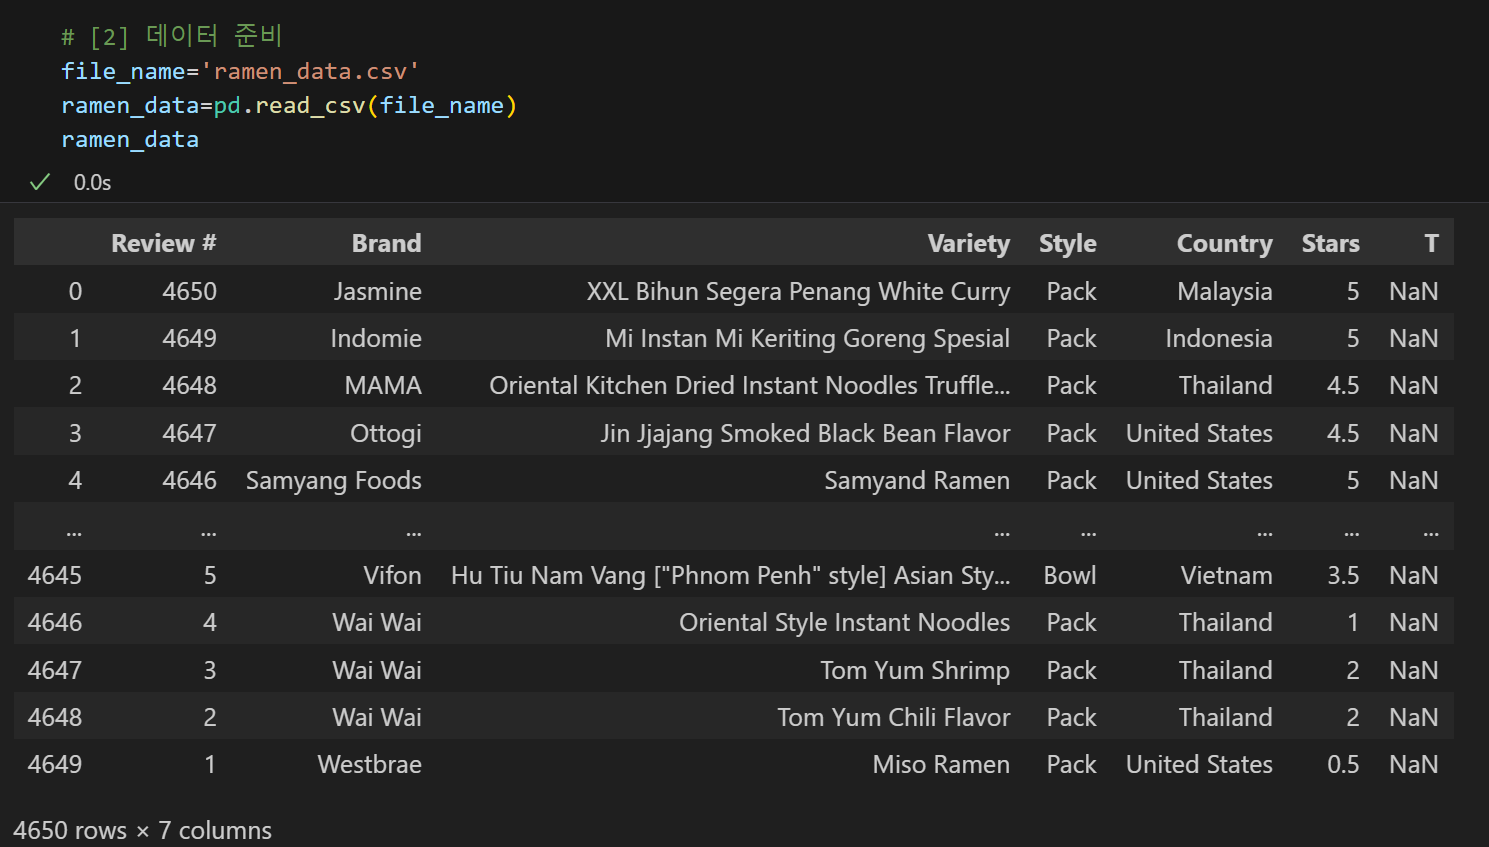 # [2] 데이터 준비
file_name='ramen_data.csv'
ramen_data=pd.read_csv(file_name)
ramen_data
0.0s
Review # Brand Variety Style Country Stars T
0 4650 Jasmine XXL Bihun Segera Penang White Curry Pack Malaysia 5 NaN
1 4649 Indomie Mi Instan Mi Keriting Goreng Spesial Pack Indonesia 5 NaN
2 4648 MAMA Oriental Kitchen Dried Instant Noodles Truffle... Pack Thailand 4.5 NaN
3 4647 Ottogi Jin Jjajang Smoked Black Bean Flavor Pack United States 4.5 NaN
4 4646 Samyang Foods Samyand Ramen Pack United States 5 NaN
... ... ... ... ... ... ... ...
4645 5 Vifon Hu Tiu Nam Vang ["Phnom Penh" style] Asian Sty... Bowl Vietnam 3.5 NaN
4646 4 Wai Wai Oriental Style Instant Noodles Pack Thailand 1 NaN
4647 3 Wai Wai Tom Yum Shrimp Pack Thailand 2 NaN
4648 2 Wai Wai Tom Yum Chili Flavor Pack Thailand 2 NaN
4649 1 Westbrae Miso Ramen Pack United States 0.5 NaN
4650 rows × 7 columns